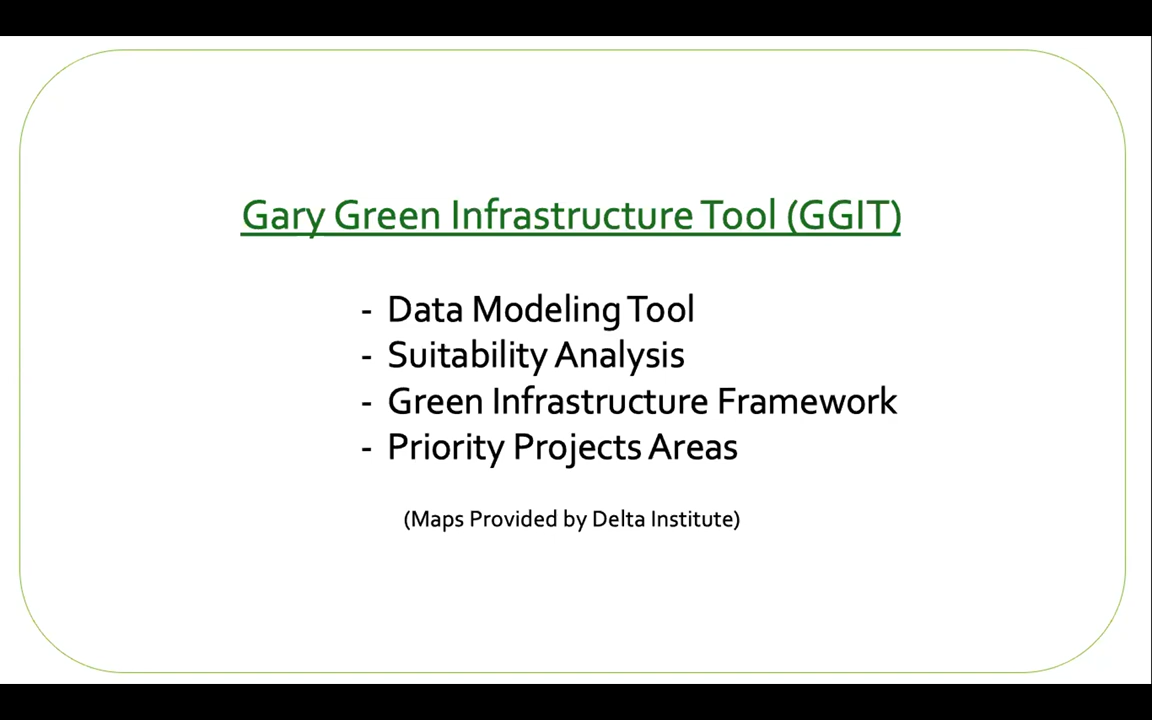 Gary Green Infrastructure Tool (GGIT)
- Data Modeling Tool
- Suitability Analysis
- Green Infrastructure Framework
- Priority Projects Areas
(Maps Provided by Delta Institute)